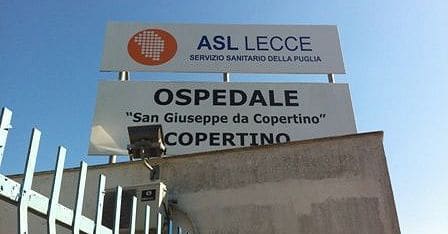 ASL LECCE
SERVIZIO SANITARIO DELLA PUGLIA
OSPEDALE
"San Giuseppe da Copertino"
COPERTINO